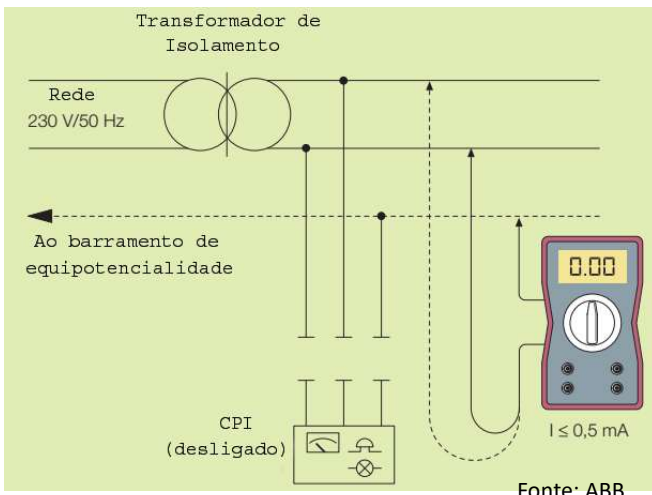 Transformador de
Isolamento
Rede
230 V/50 Hz
Ao barramento de
equipotencialidade
0.00
CPI
(desligado)
I ≤ 0,5 mA
Fonte: ABB